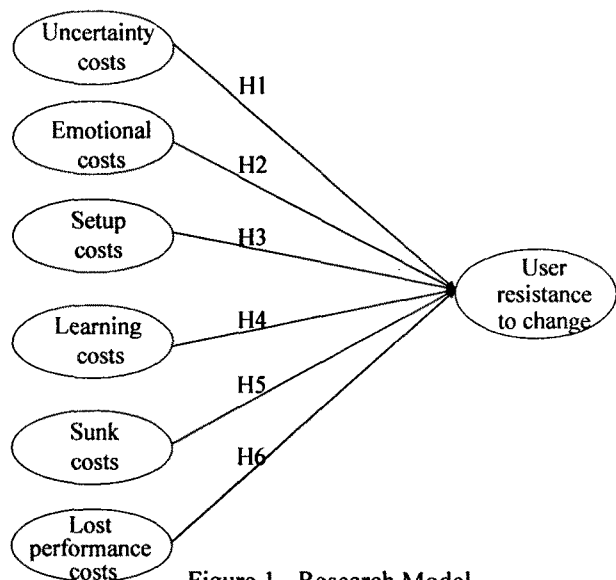 Uncertainty
costs
H1
Emotional
costs
H2
Setup
costs
H3
User
resistance
to change
Learning
costs
H4
Sunk
costs
H5
H6
Lost
performance
costs
Figure 1 - Research Model